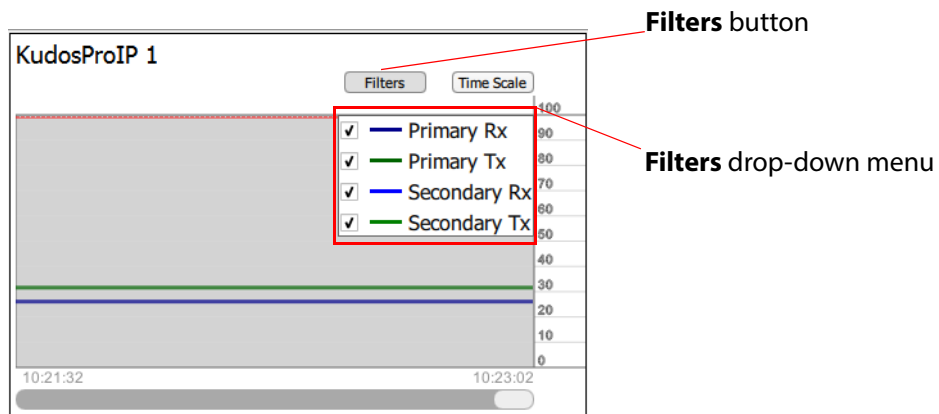 Filters button
KudosProIP 1
Filters
Time Scale
100
Primary Rx
90
Primary Tx
80
Filters drop-down menu
Secondary Rx
70
60
Secondary Tx
50
40
30
20
10
0
10:21:32
10:23:02